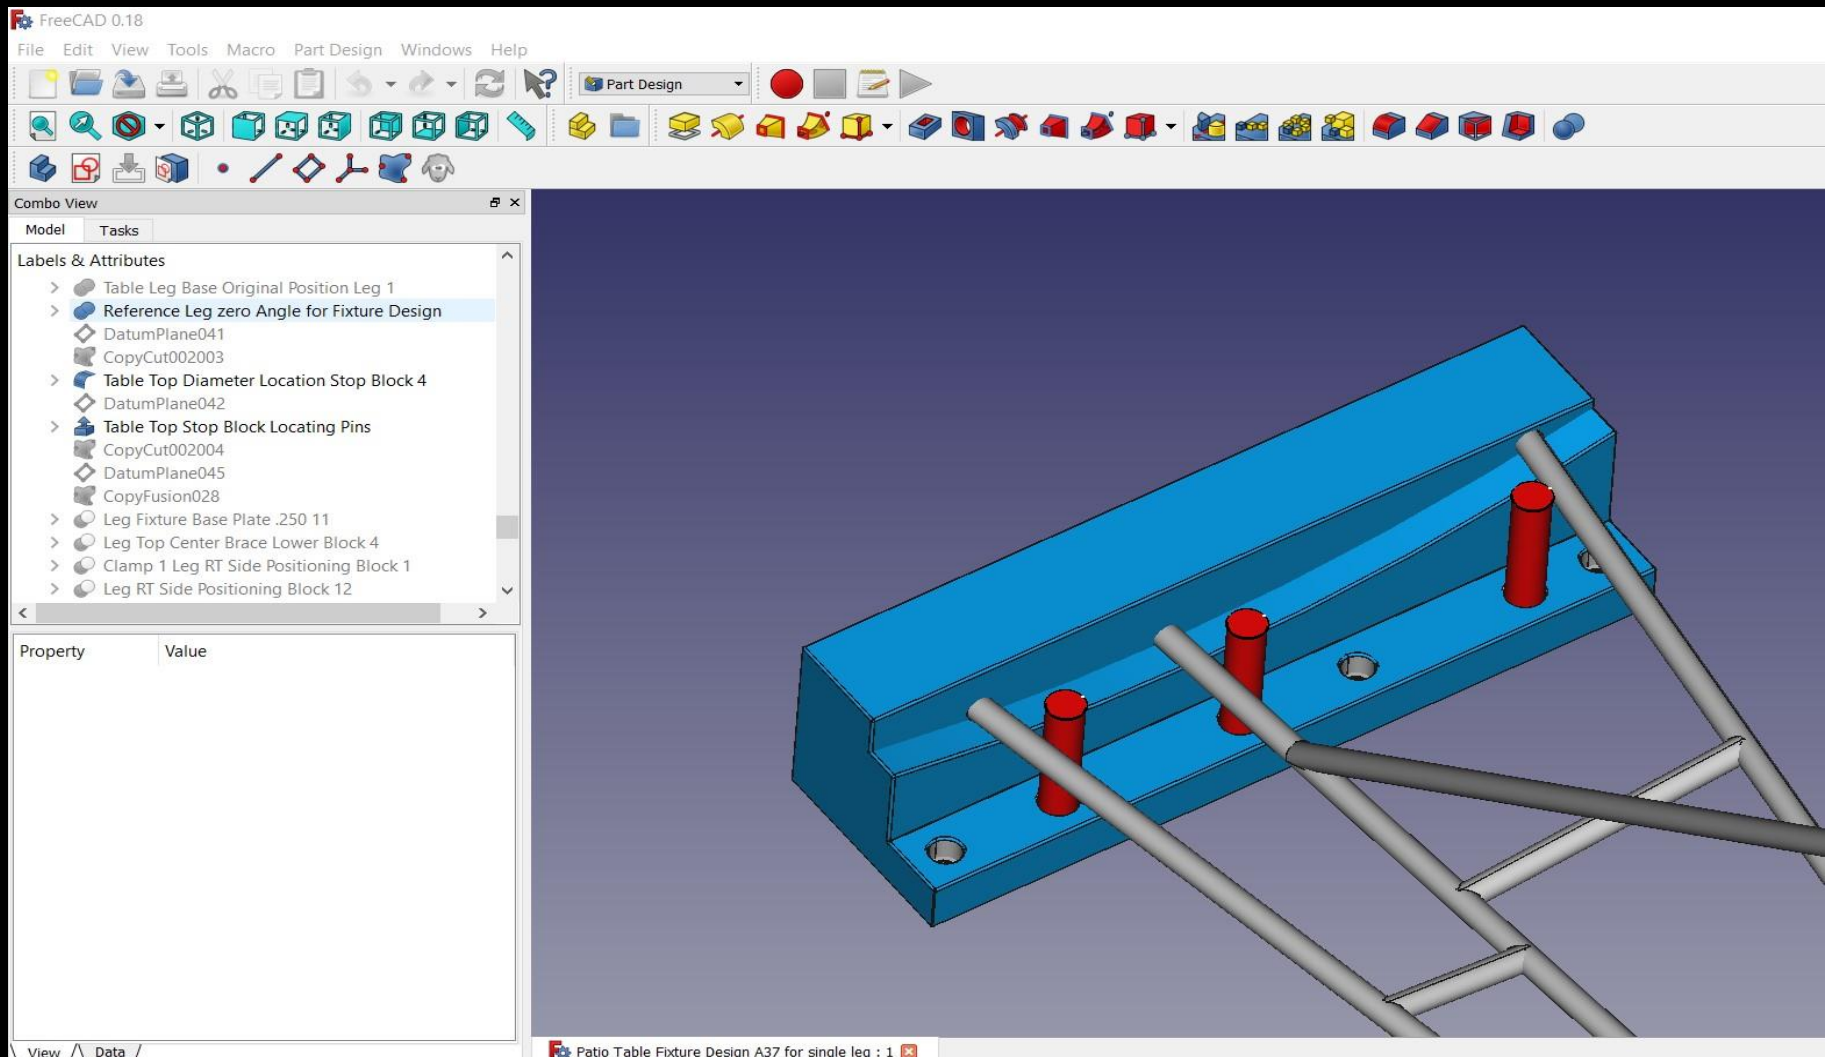 FreeCAD 0.18
File Edit View Tools Macro Part Design Windows Help
Part Design
Combo View
Model Tasks
Labels & Attributes
Table Leg Base Original Position Leg 1
Reference Leg zero Angle for Fixture Design
DatumPlane041
CopyCut002003
Table Top Diameter Location Stop Block 4
DatumPlane042
Table Top Stop Block Locating Pins
CopyCut002004
DatumPlane045
CopyFusion028
Leg Fixture Base Plate .250 11
Leg Top Center Brace Lower Block 4
Clamp 1 Leg RT Side Positioning Block 1
Leg RT Side Positioning Block 12
Property Value
View Data
Patio Table Fixture Design A37 for single leg : 1